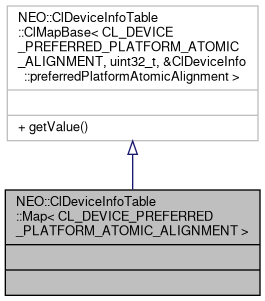 NEO::ClDeviceInfoTable
::ClMapBase< CL_DEVICE
_PREFERRED_PLATFORM_ATOMIC
_ALIGNMENT, uint32_t, &ClDeviceInfo
::preferredPlatformAtomicAlignment >
+ getValue()
NEO::ClDeviceInfoTable
::Map< CL_DEVICE_PREFERRED
_PLATFORM_ATOMIC_ALIGNMENT >